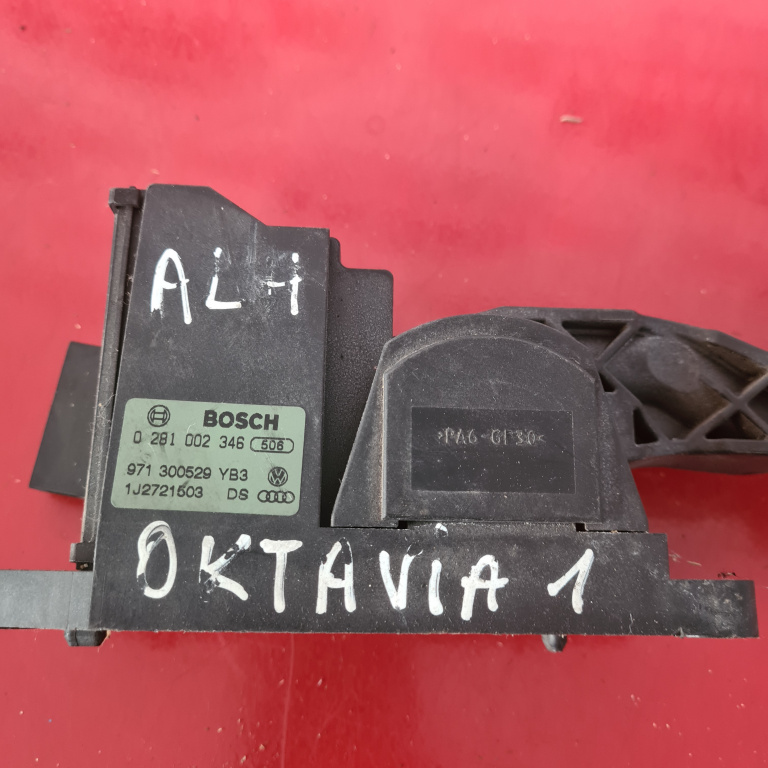 ALH
BOSCH
0 281 002 346 506
971 300529 YB3
1J2721503 DS
>PA6-GF30<
OKTAVIA 1